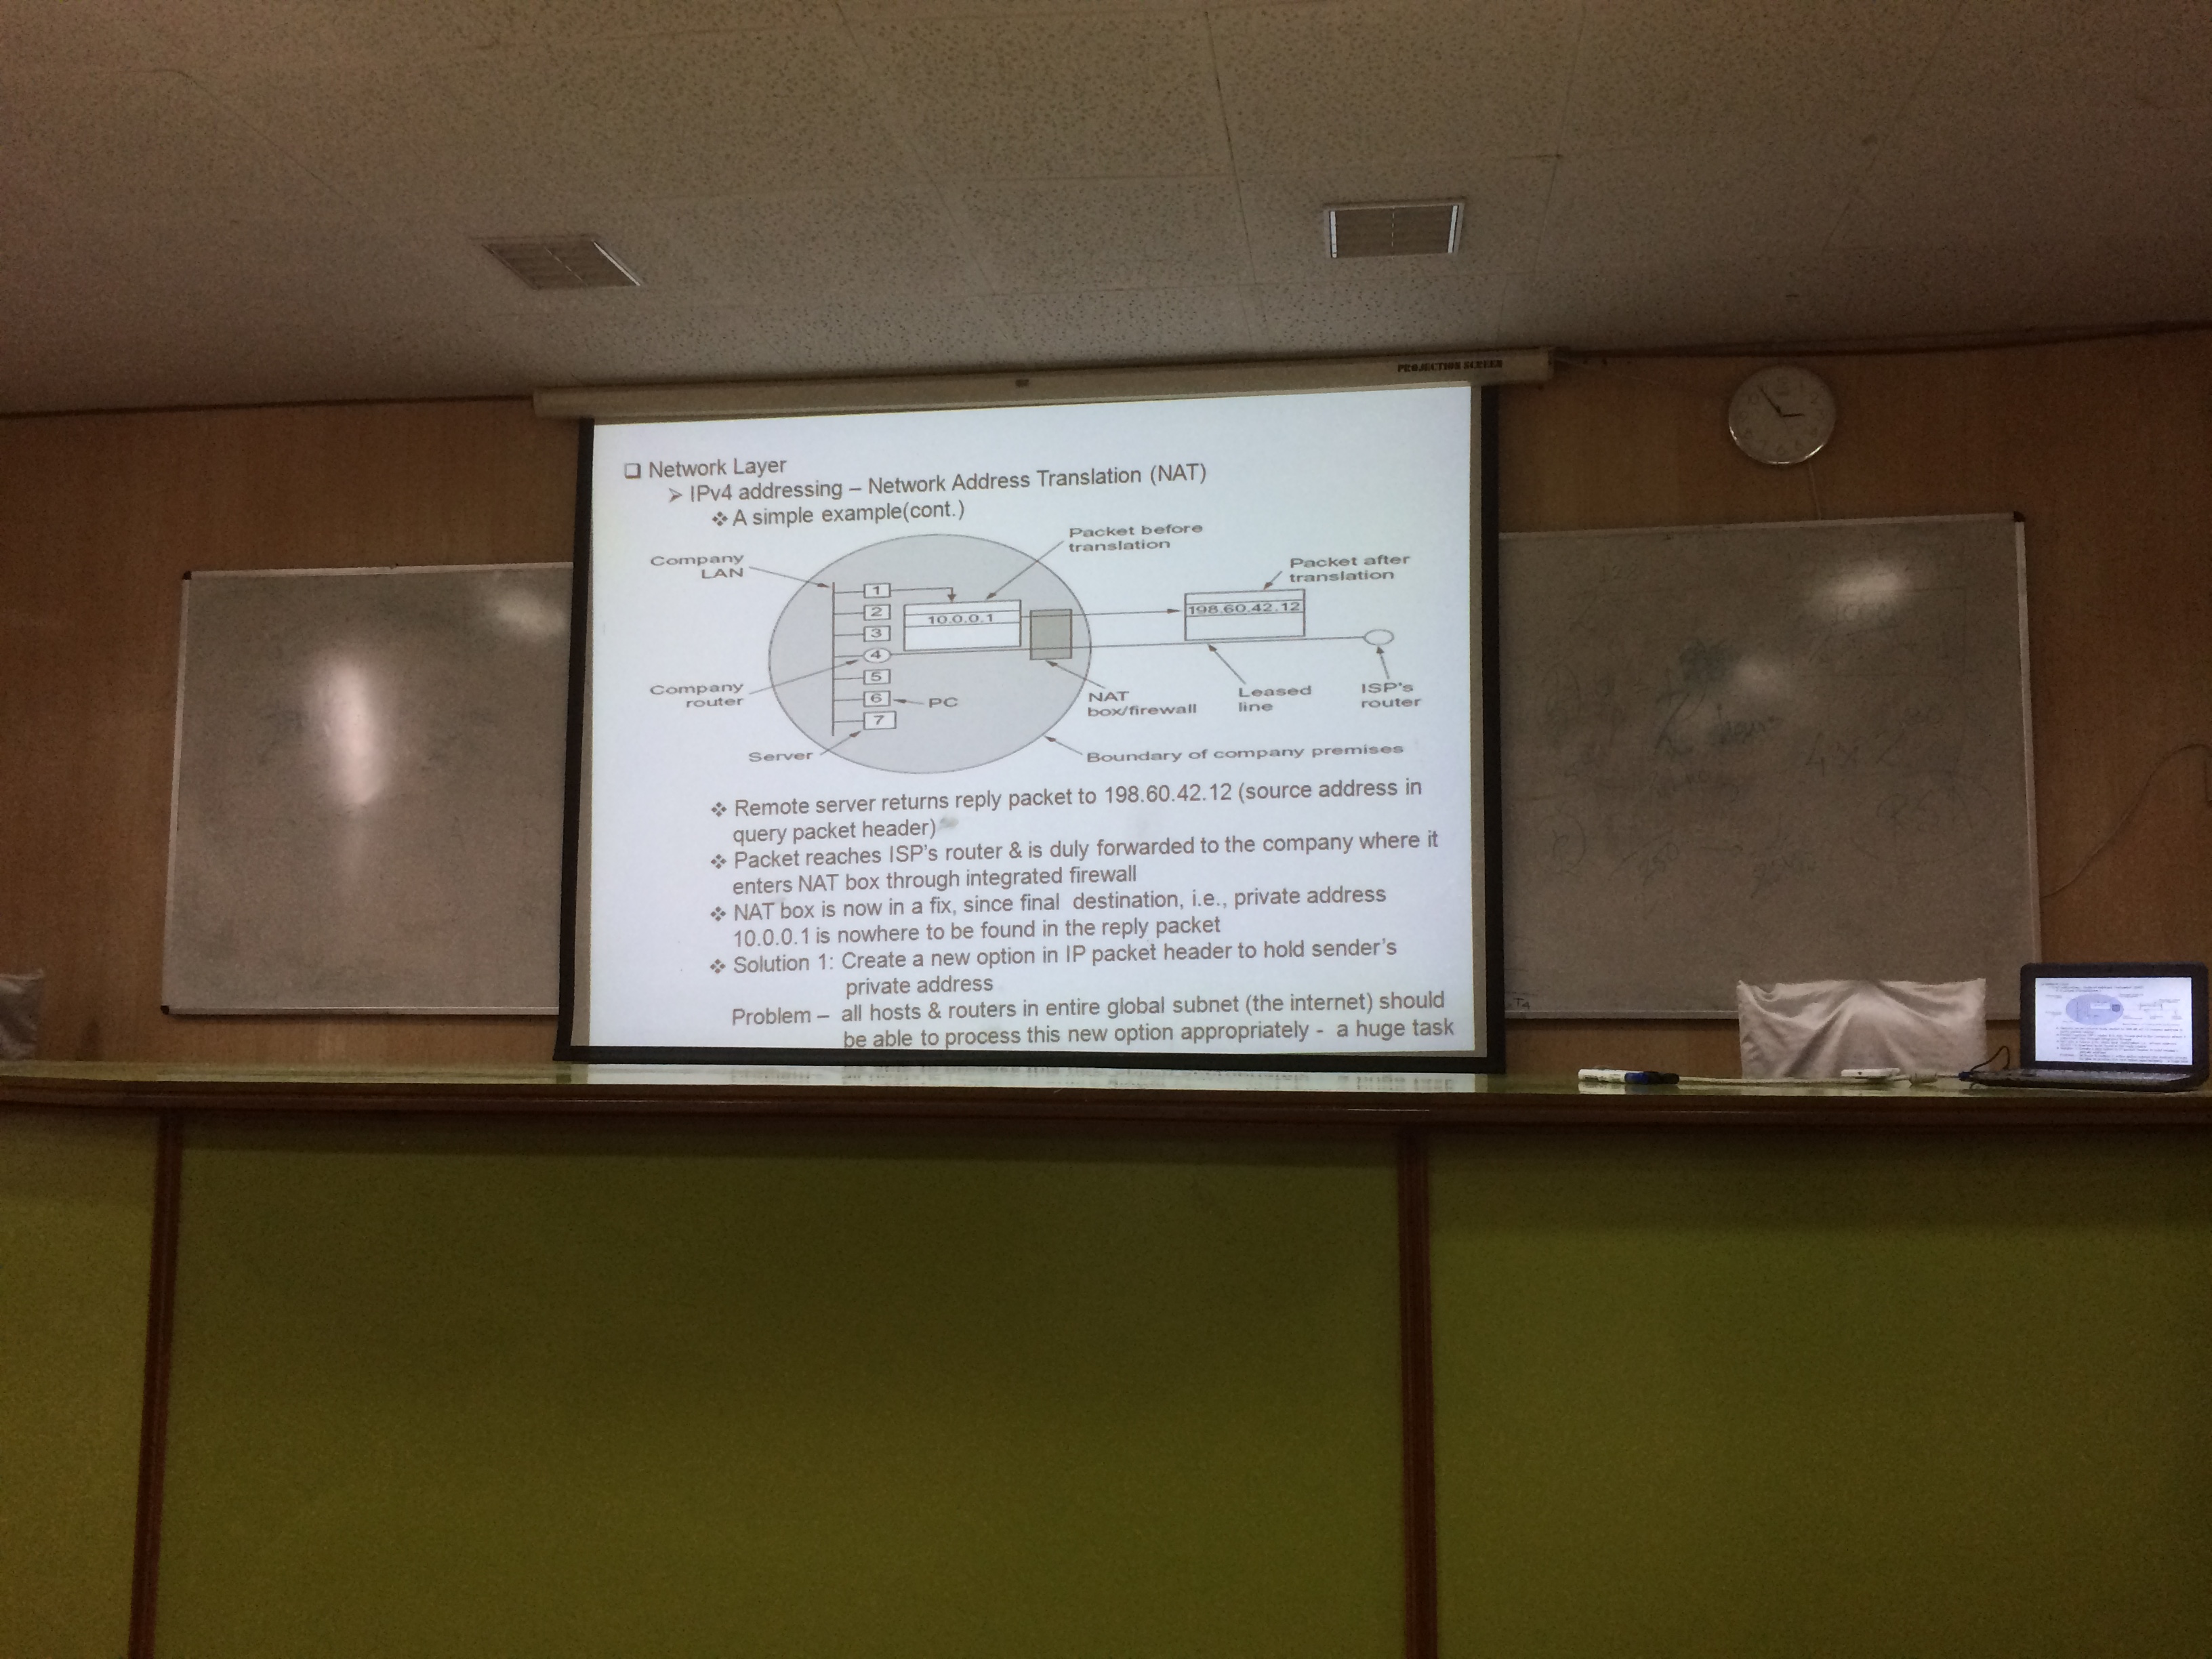 PROJECTION SCREEN
❑ Network Layer
➢ IPv4 addressing – Network Address Translation (NAT)
❖ A simple example(cont.)
Packet before
translation
Company
LAN
Packet after
translation
1
2
3
4
5
6
7
10.0.0.1
198.60.42.12
Company
router
PC
NAT
box/firewall
Leased
line
ISP's
router
Server
Boundary of company premises
❖ Remote server returns reply packet to 198.60.42.12 (source address in
query packet header)
❖ Packet reaches ISP's router & is duly forwarded to the company where it
enters NAT box through integrated firewall
❖ NAT box is now in a fix, since final destination, i.e., private address
10.0.0.1 is nowhere to be found in the reply packet
❖ Solution 1: Create a new option in IP packet header to hold sender's
private address
Problem – all hosts & routers in entire global subnet (the internet) should
be able to process this new option appropriately - a huge task